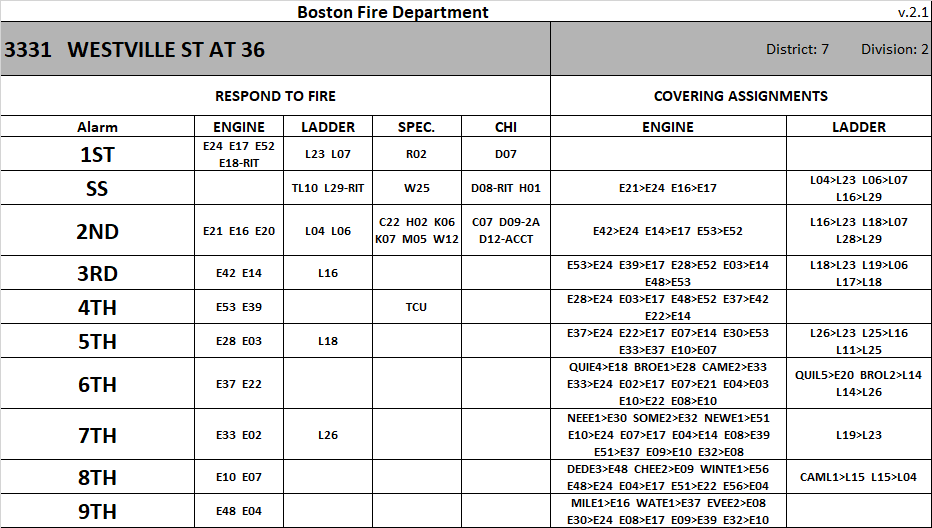 Boston Fire Department
v.2.1
3331 WESTVILLE ST AT 36
District: 7 Division: 2
RESPOND TO FIRE
COVERING ASSIGNMENTS
Alarm ENGINE LADDER SPEC. CHI ENGINE LADDER
1ST
E24 E17 E52
E18-RIT
L23 L07
R02
D07
SS
TL10 L29-RIT
W25
D08-RIT H01
E21>E24 E16>E17
L04>L23 L06>L07
L16>L29
2ND
E21 E16 E20
L04 L06
C22 H02 K06
K07 M05 W12
C07 D09-2A
D12-ACCT
E42>E24 E14>E17 E53>E52
L16>L23 L18>L07
L28>L29
3RD
E42 E14
L16
E53>E24 E39>E17 E28>E52 E03>E14
E48>E53
L18>L23 L19>L06
L17>L18
4TH
E53 E39
TCU
E28>E24 E03>E17 E48>E52 E37>E42
E22>E14
5TH
E28 E03
L18
E37>E24 E22>E17 E07>E14 E30>E53
E33>E37 E10>E07
L26>L23 L25>L16
L11>L25
6TH
E37 E22
QUIE4>E18 BROE1>E28 CAME2>E33
E33>E24 E02>E17 E07>E21 E04>E03
E10>E22 E08>E10
QUIL5>E20 BROL2>L14
L14>L26
7TH
E33 E02
L26
NEEE1>E30 SOME2>E32 NEWE1>E51
E10>E24 E07>E17 E04>E14 E08>E39
E51>E37 E09>E10 E32>E08
L19>L23
8TH
E10 E07
DEDE3>E48 CHEE2>E09 WINTE1>E56
E48>E24 E04>E17 E51>E22 E56>E04
CAML1>L15 L15>L04
9TH
E48 E04
MILE1>E16 WATE1>E37 EVEE2>E08
E30>E24 E08>E17 E09>E39 E32>E10